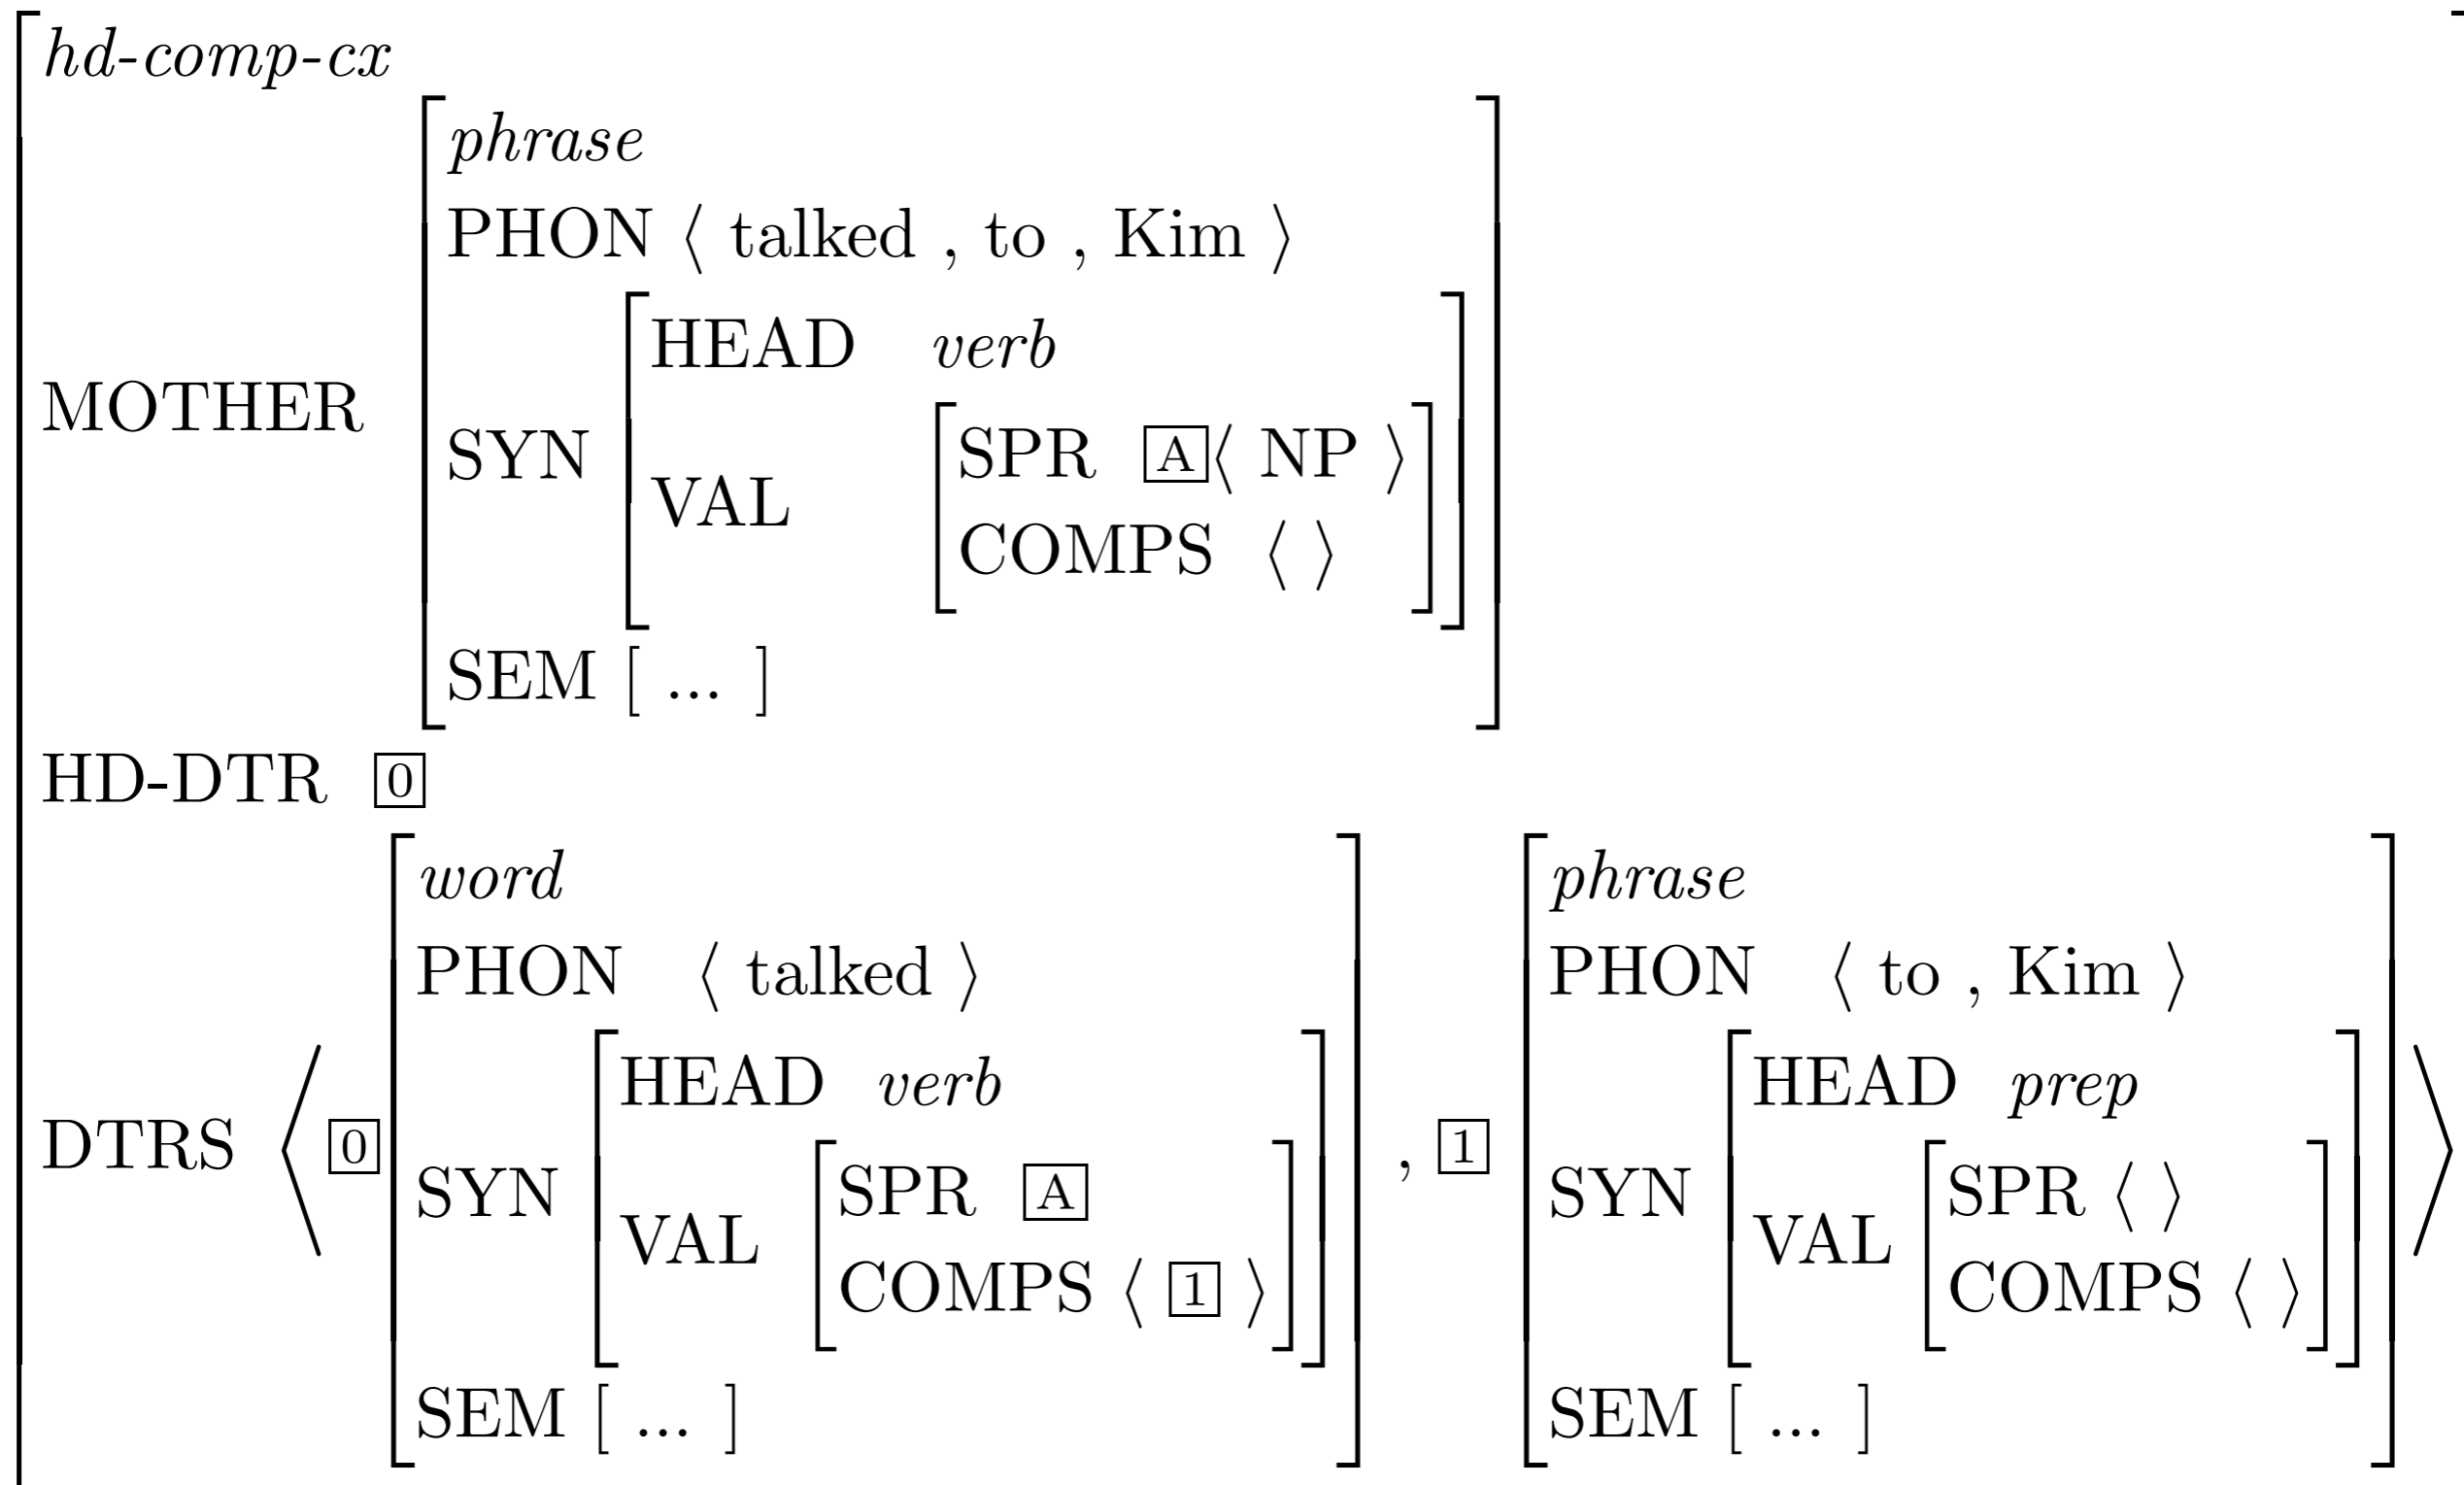 hd-comp-cx
phrase
PHON ⟨ talked , to , Kim ⟩
HEAD verb
MOTHER
SYN
SPR [A]⟨ NP ⟩
VAL
COMPS ⟨ ⟩
SEM [ ... ]
HD-DTR [0]
word
PHON ⟨ talked ⟩
HEAD verb
DTRS ⟨ [0]
SYN
SPR [A]
VAL
COMPS ⟨ [1] ⟩
SEM [ ... ]
, [1]
phrase
PHON ⟨ to , Kim ⟩
HEAD prep
SYN
SPR ⟨ ⟩
VAL
COMPS ⟨ ⟩
SEM [ ... ]
⟩